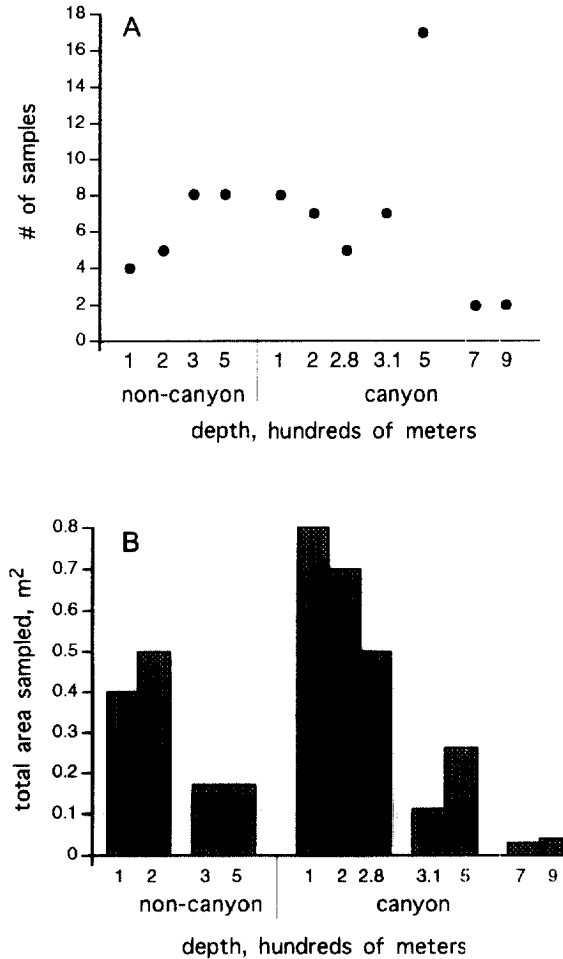 A
18
16
14
12
10
8
6
4
2
0
# of samples
1 2 3 5 1 2 2.8 3.1 5 7 9
non-canyon canyon
depth, hundreds of meters
B
0.8
0.7
0.6
0.5
0.4
0.3
0.2
0.1
0
total area sampled, m²
1 2 3 5 1 2 2.8 3.1 5 7 9
non-canyon canyon
depth, hundreds of meters